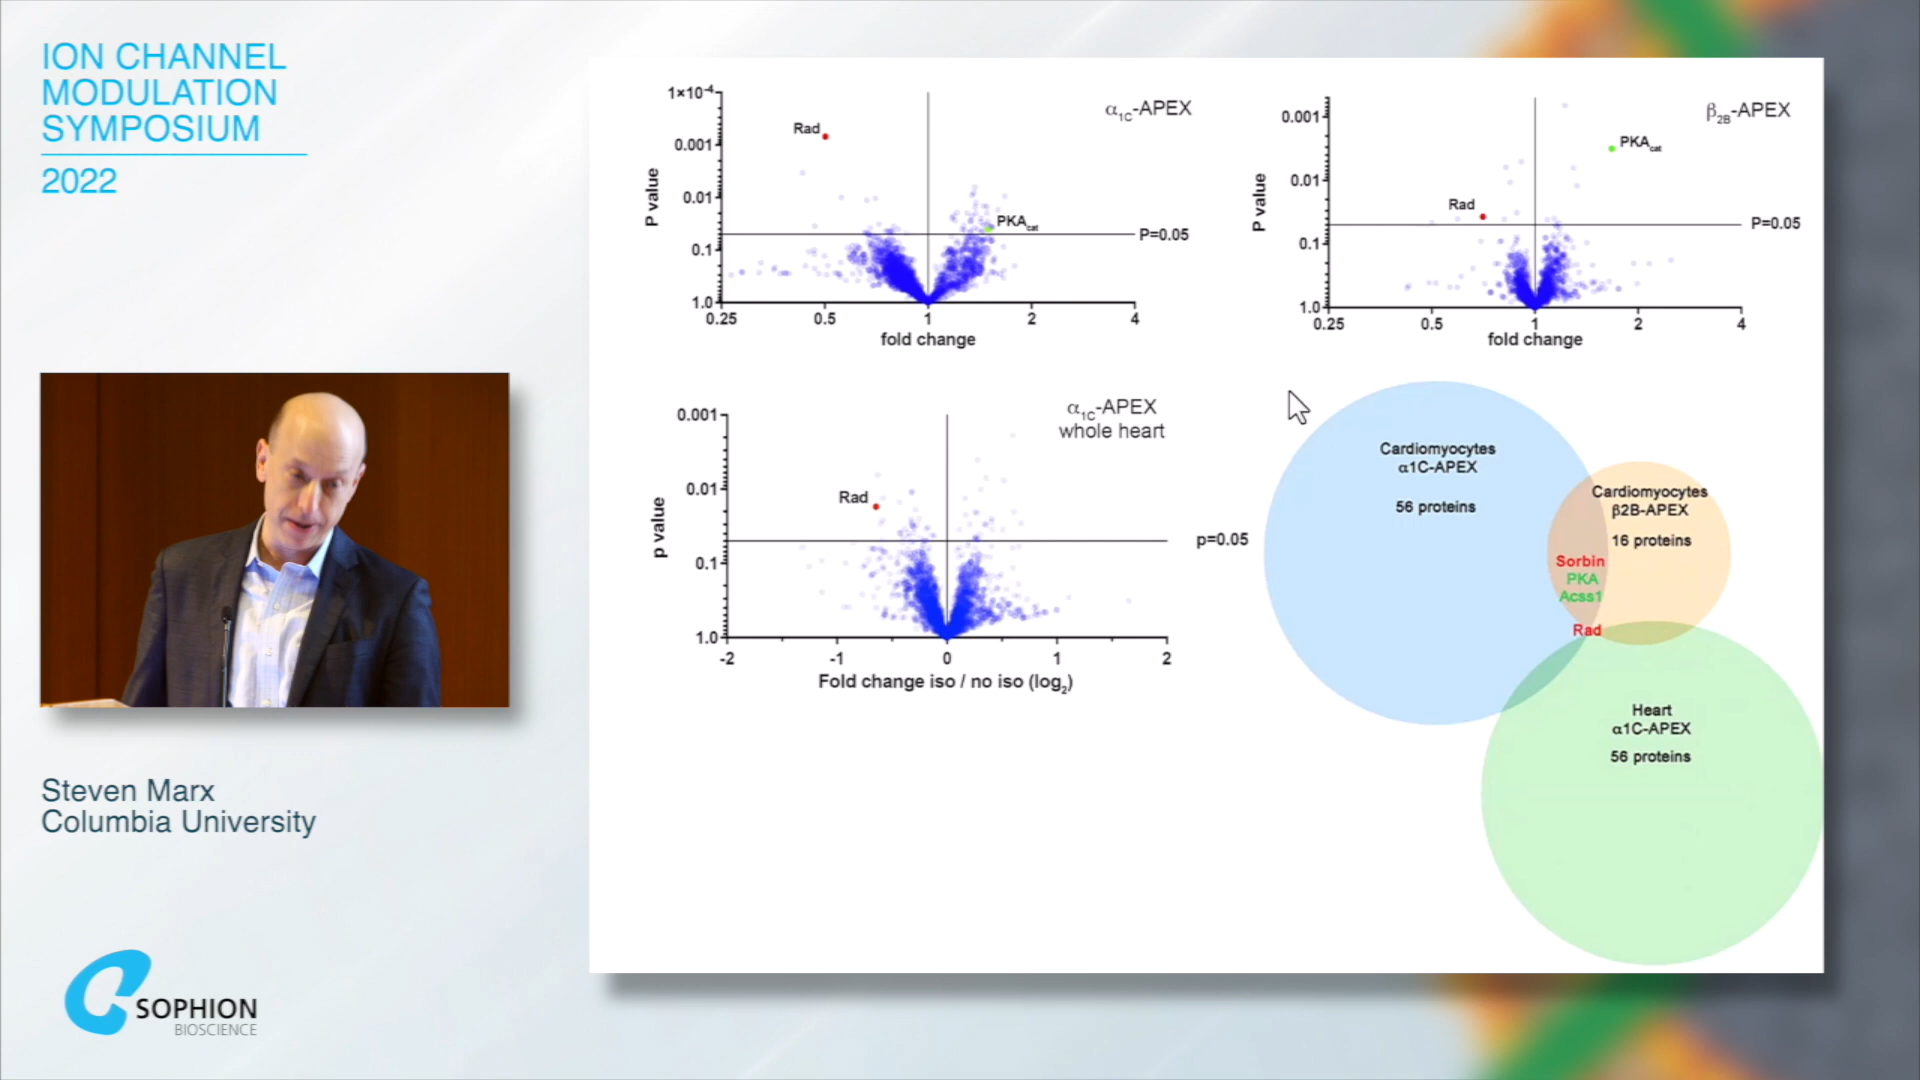 ION CHANNEL
MODULATION
SYMPOSIUM
2022
Steven Marx
Columbia University
SOPHION
BIOSCIENCE
α1C-APEX
1×10-4
0.001
0.01
0.1
1.0
P value
Rad
PKAcat
P=0.05
0.25 0.5 1 2 4
fold change
β2B-APEX
0.001
0.01
0.1
1.0
P value
PKAcat
Rad
P=0.05
0.25 0.5 1 2 4
fold change
α1C-APEX
whole heart
0.001
0.01
0.1
1.0
p value
Rad
p=0.05
-2 -1 0 1 2
Fold change iso / no iso (log2)
Cardiomyocytes
α1C-APEX
56 proteins
Cardiomyocytes
β2B-APEX
16 proteins
Sorbin
PKA
Acss1
Rad
Heart
α1C-APEX
56 proteins